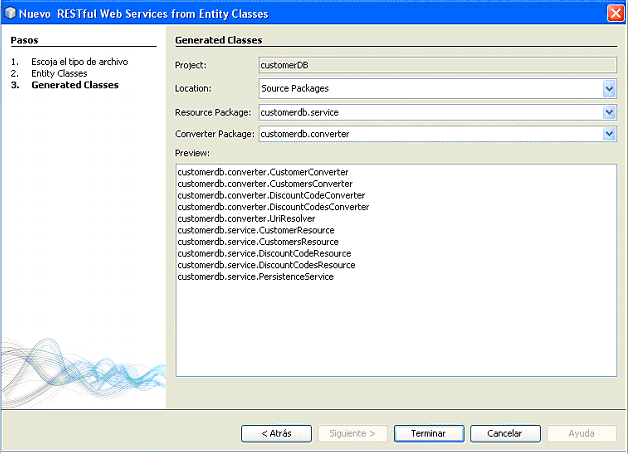 Nuevo RESTful Web Services from Entity Classes
Pasos
1. Escoja el tipo de archivo
2. Entity Classes
3. Generated Classes
Generated Classes
Project: customerDB
Location: Source Packages
Resource Package: customerdb.service
Converter Package: customerdb.converter
Preview:
customerdb.converter.CustomerConverter
customerdb.converter.CustomersConverter
customerdb.converter.DiscountCodeConverter
customerdb.converter.DiscountCodesConverter
customerdb.converter.UriResolver
customerdb.service.CustomerResource
customerdb.service.CustomersResource
customerdb.service.DiscountCodeResource
customerdb.service.DiscountCodesResource
customerdb.service.PersistenceService
< Atrás Siguiente > Terminar Cancelar Ayuda